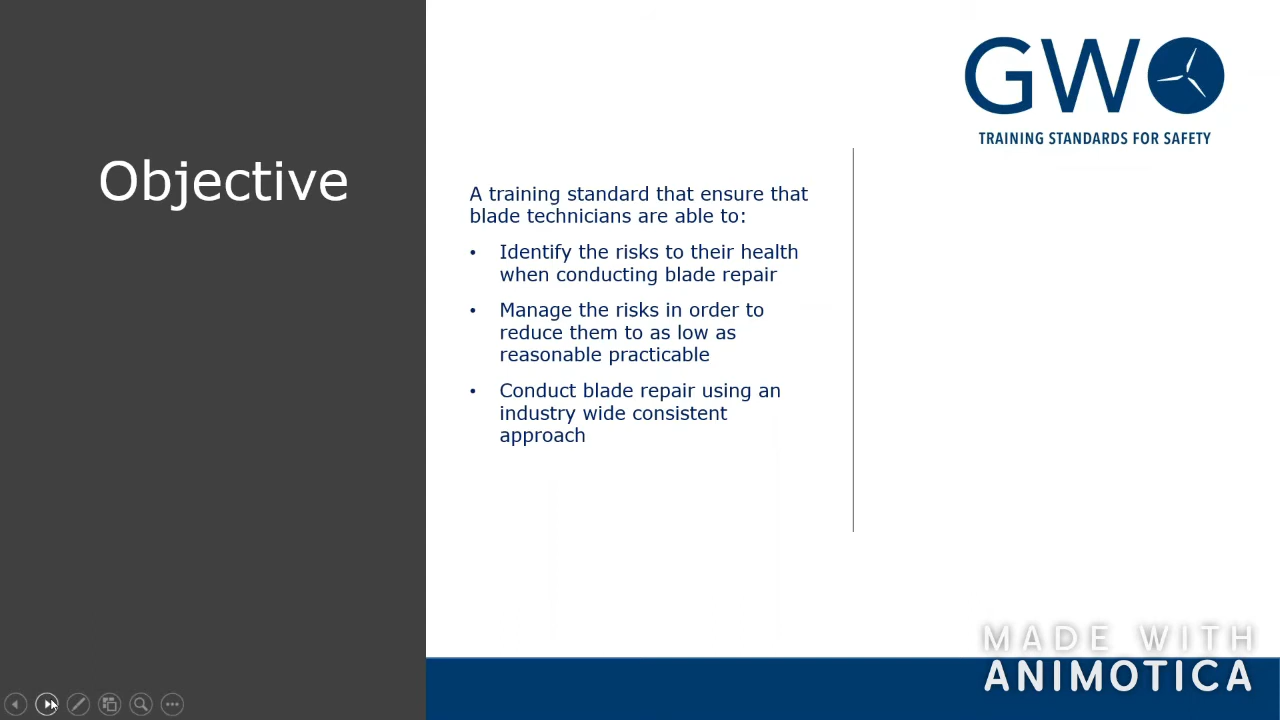 Objective
GWO
TRAINING STANDARDS FOR SAFETY
A training standard that ensure that
blade technicians are able to:
• Identify the risks to their health
when conducting blade repair
• Manage the risks in order to
reduce them to as low as
reasonable practicable
• Conduct blade repair using an
industry wide consistent
approach
MADE WITH
ANIMOTICA